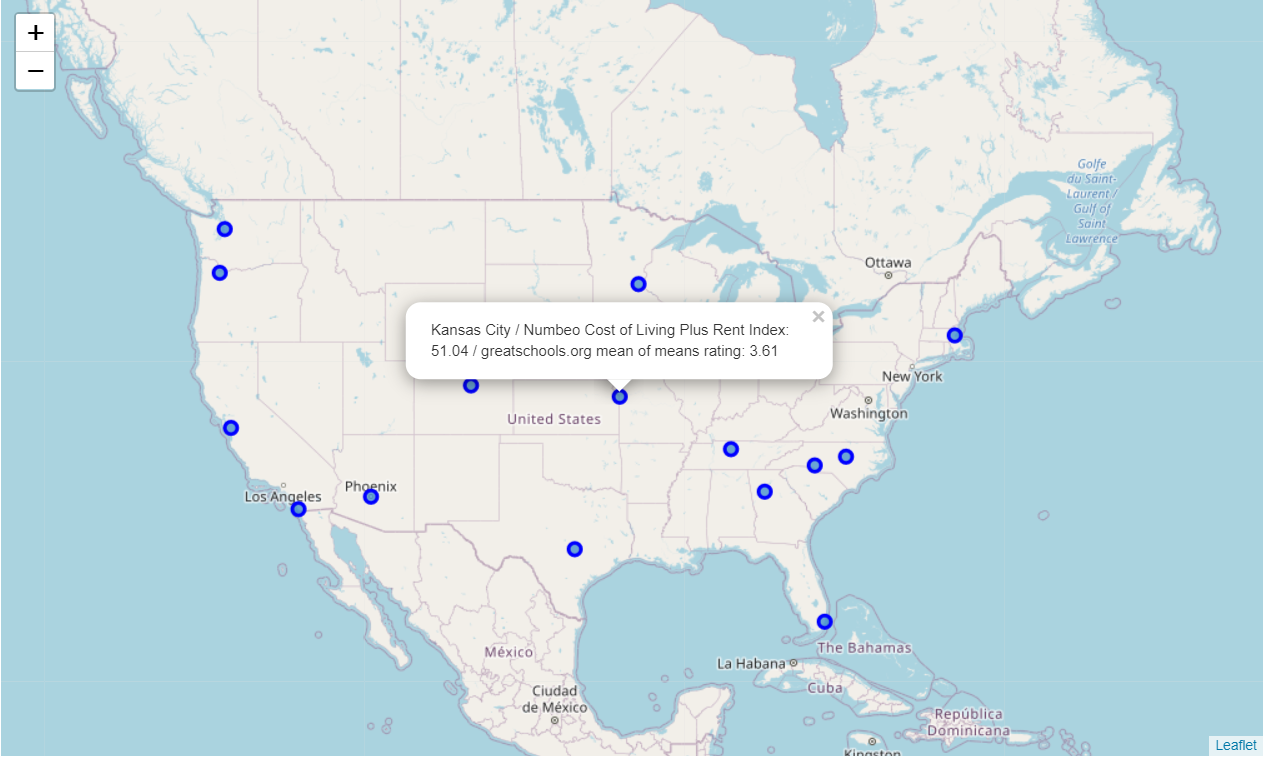 +
−
Golfe
du Saint-
Laurent /
Gulf of
Saint
Lawrence
Ottawa
×
Kansas City / Numbeo Cost of Living Plus Rent Index:
51.04 / greatschools.org mean of means rating: 3.61
New York
Washington
United States
Phoenix
Los Angeles
The Bahamas
México
La Habana
Cuba
Ciudad
de México
República
Dominicana
Kingston
Leaflet